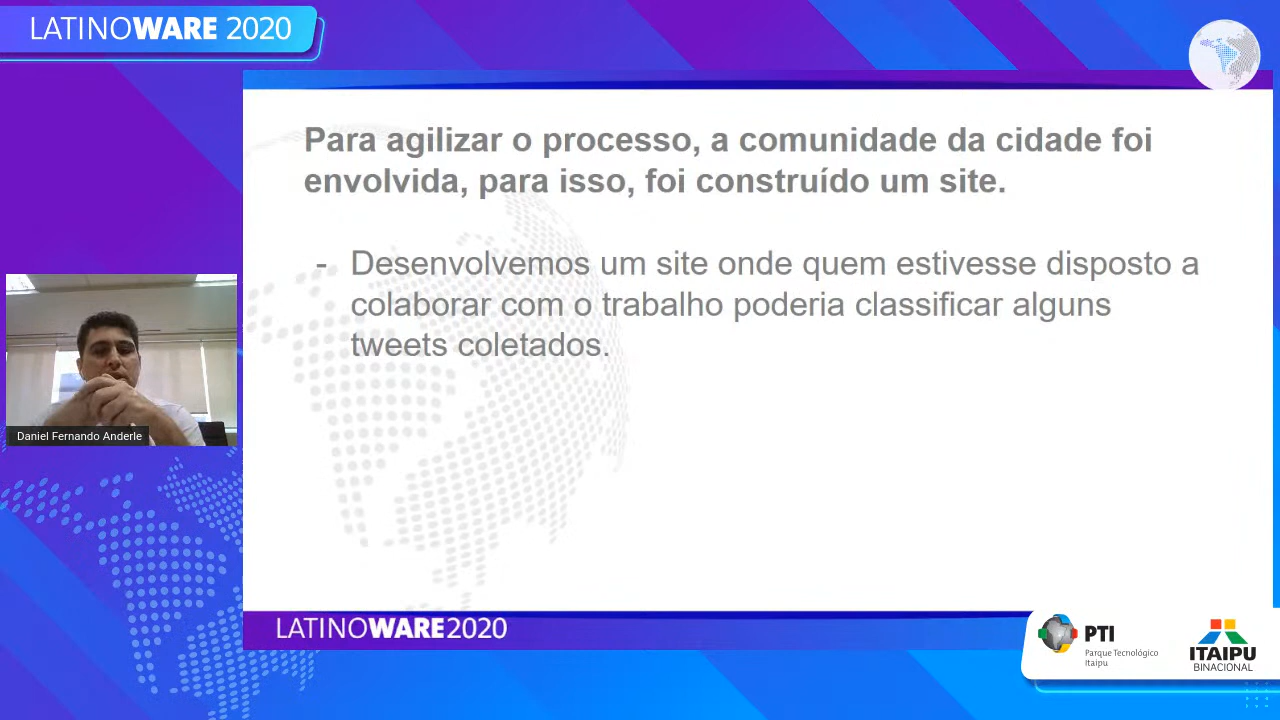 LATINOWARE 2020
Para agilizar o processo, a comunidade da cidade foi
envolvida, para isso, foi construído um site.
- Desenvolvemos um site onde quem estivesse disposto a
colaborar com o trabalho poderia classificar alguns
tweets coletados.
Daniel Fernando Anderle
LATINOWARE2020
PTI
Parque Tecnológico
Itaipu
ITAIPU
BINACIONAL